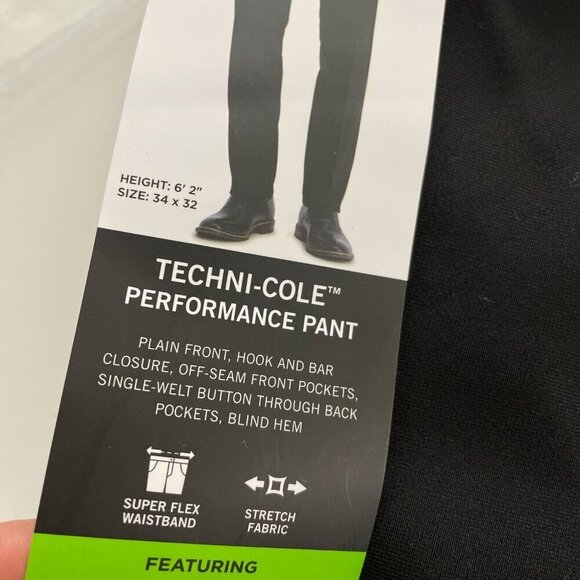 HEIGHT: 6' 2"
SIZE: 34 x 32
TECHNI-COLE™
PERFORMANCE PANT
PLAIN FRONT, HOOK AND BAR
CLOSURE, OFF-SEAM FRONT POCKETS,
SINGLE-WELT BUTTON THROUGH BACK
POCKETS, BLIND HEM
SUPER FLEX
WAISTBAND
STRETCH
FABRIC
FEATURING